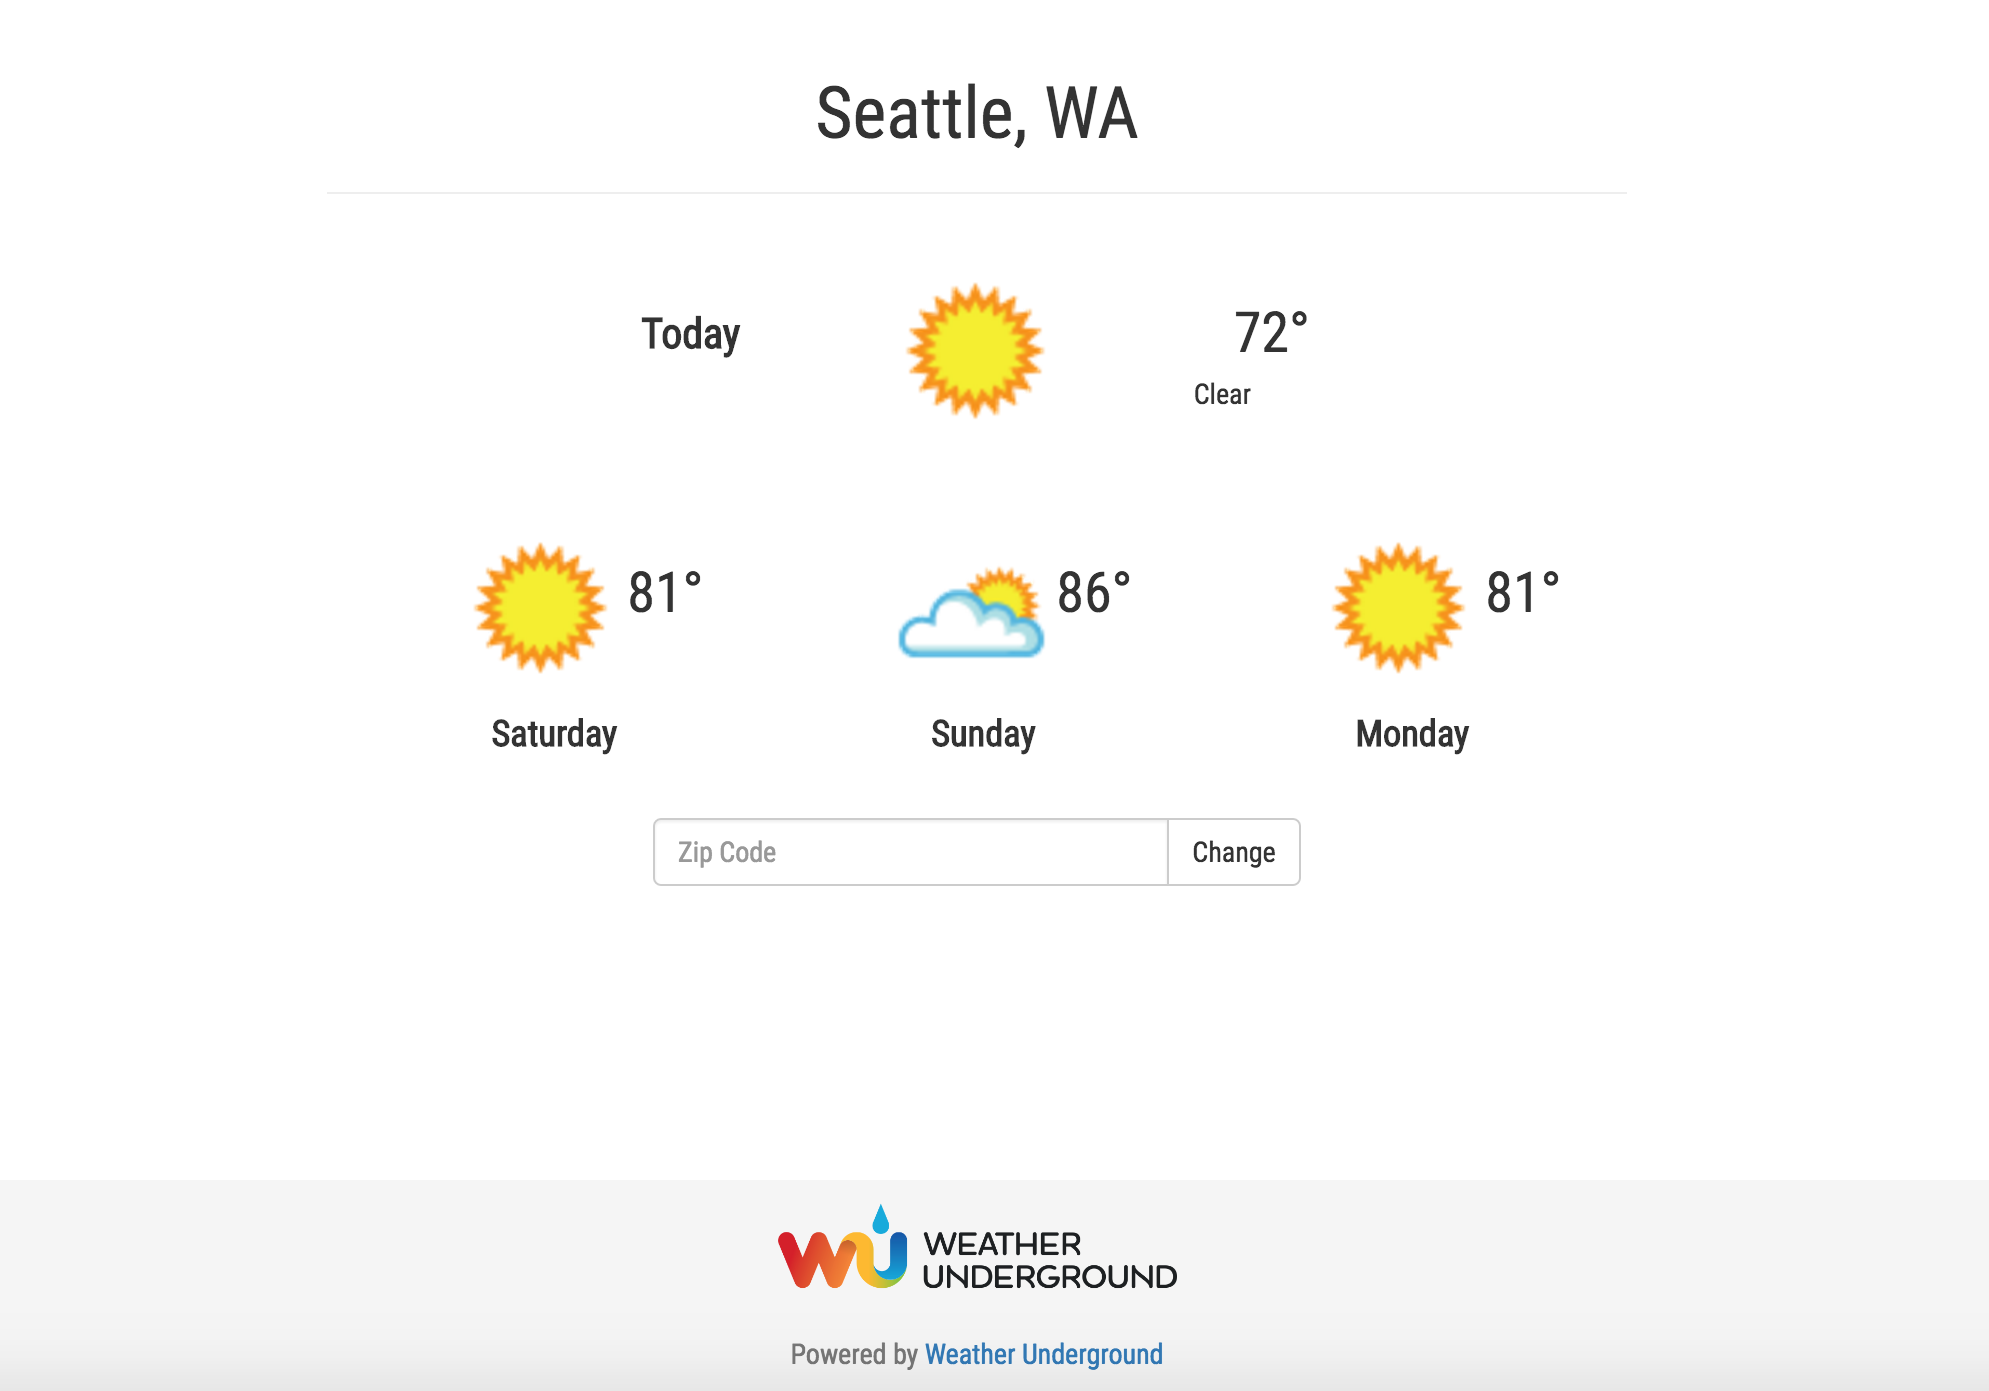 Seattle, WA
Today
72°
Clear
81°
86°
81°
Saturday
Sunday
Monday
Zip Code
Change
WU WEATHER
UNDERGROUND
Powered by Weather Underground